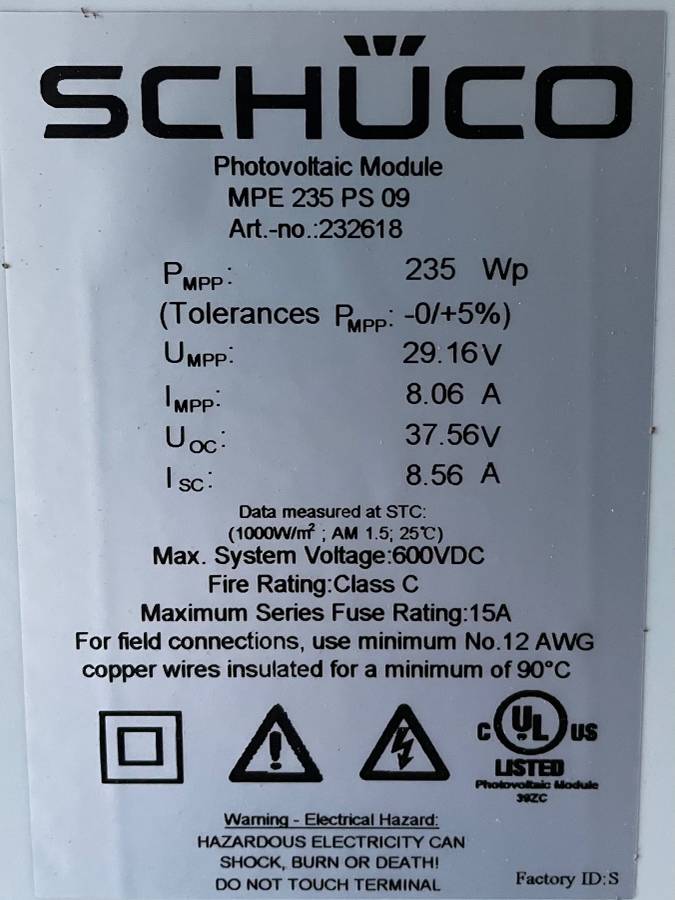 SCHÜCO
Photovoltaic Module
MPE 235 PS 09
Art.-no.:232618
PMPP: 235 Wp
(Tolerances PMPP: -0/+5%)
UMPP: 29.16V
IMPP: 8.06 A
UOC: 37.56V
ISC: 8.56 A
Data measured at STC:
(1000W/m² ; AM 1.5; 25℃)
Max. System Voltage:600VDC
Fire Rating:Class C
Maximum Series Fuse Rating:15A
For field connections, use minimum No.12 AWG
copper wires insulated for a minimum of 90°C
C UL US
LISTED
Photovoltaic Module
39ZC
Warning - Electrical Hazard:
HAZARDOUS ELECTRICITY CAN
SHOCK, BURN OR DEATH!
DO NOT TOUCH TERMINAL
Factory ID:S